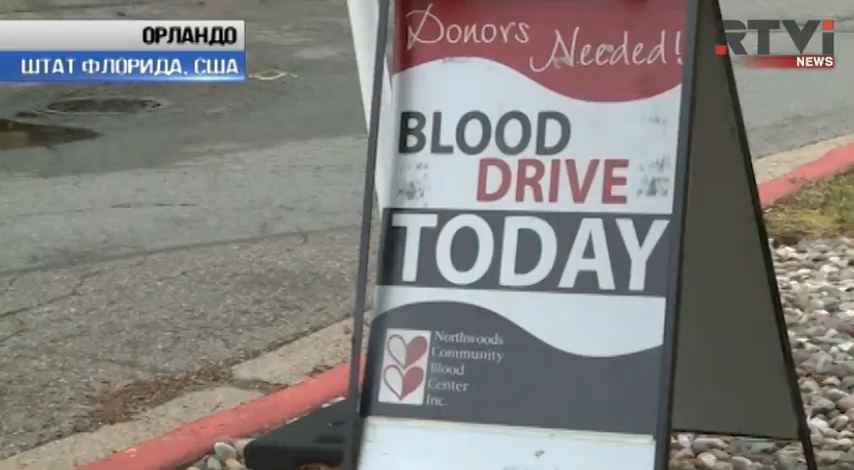 ОРЛАНДО
ШТАТ ФЛОРИДА, США
RTVi
NEWS
Donors Needed!
BLOOD
DRIVE
TODAY
Northwoods
Community
Blood
Center
Inc.